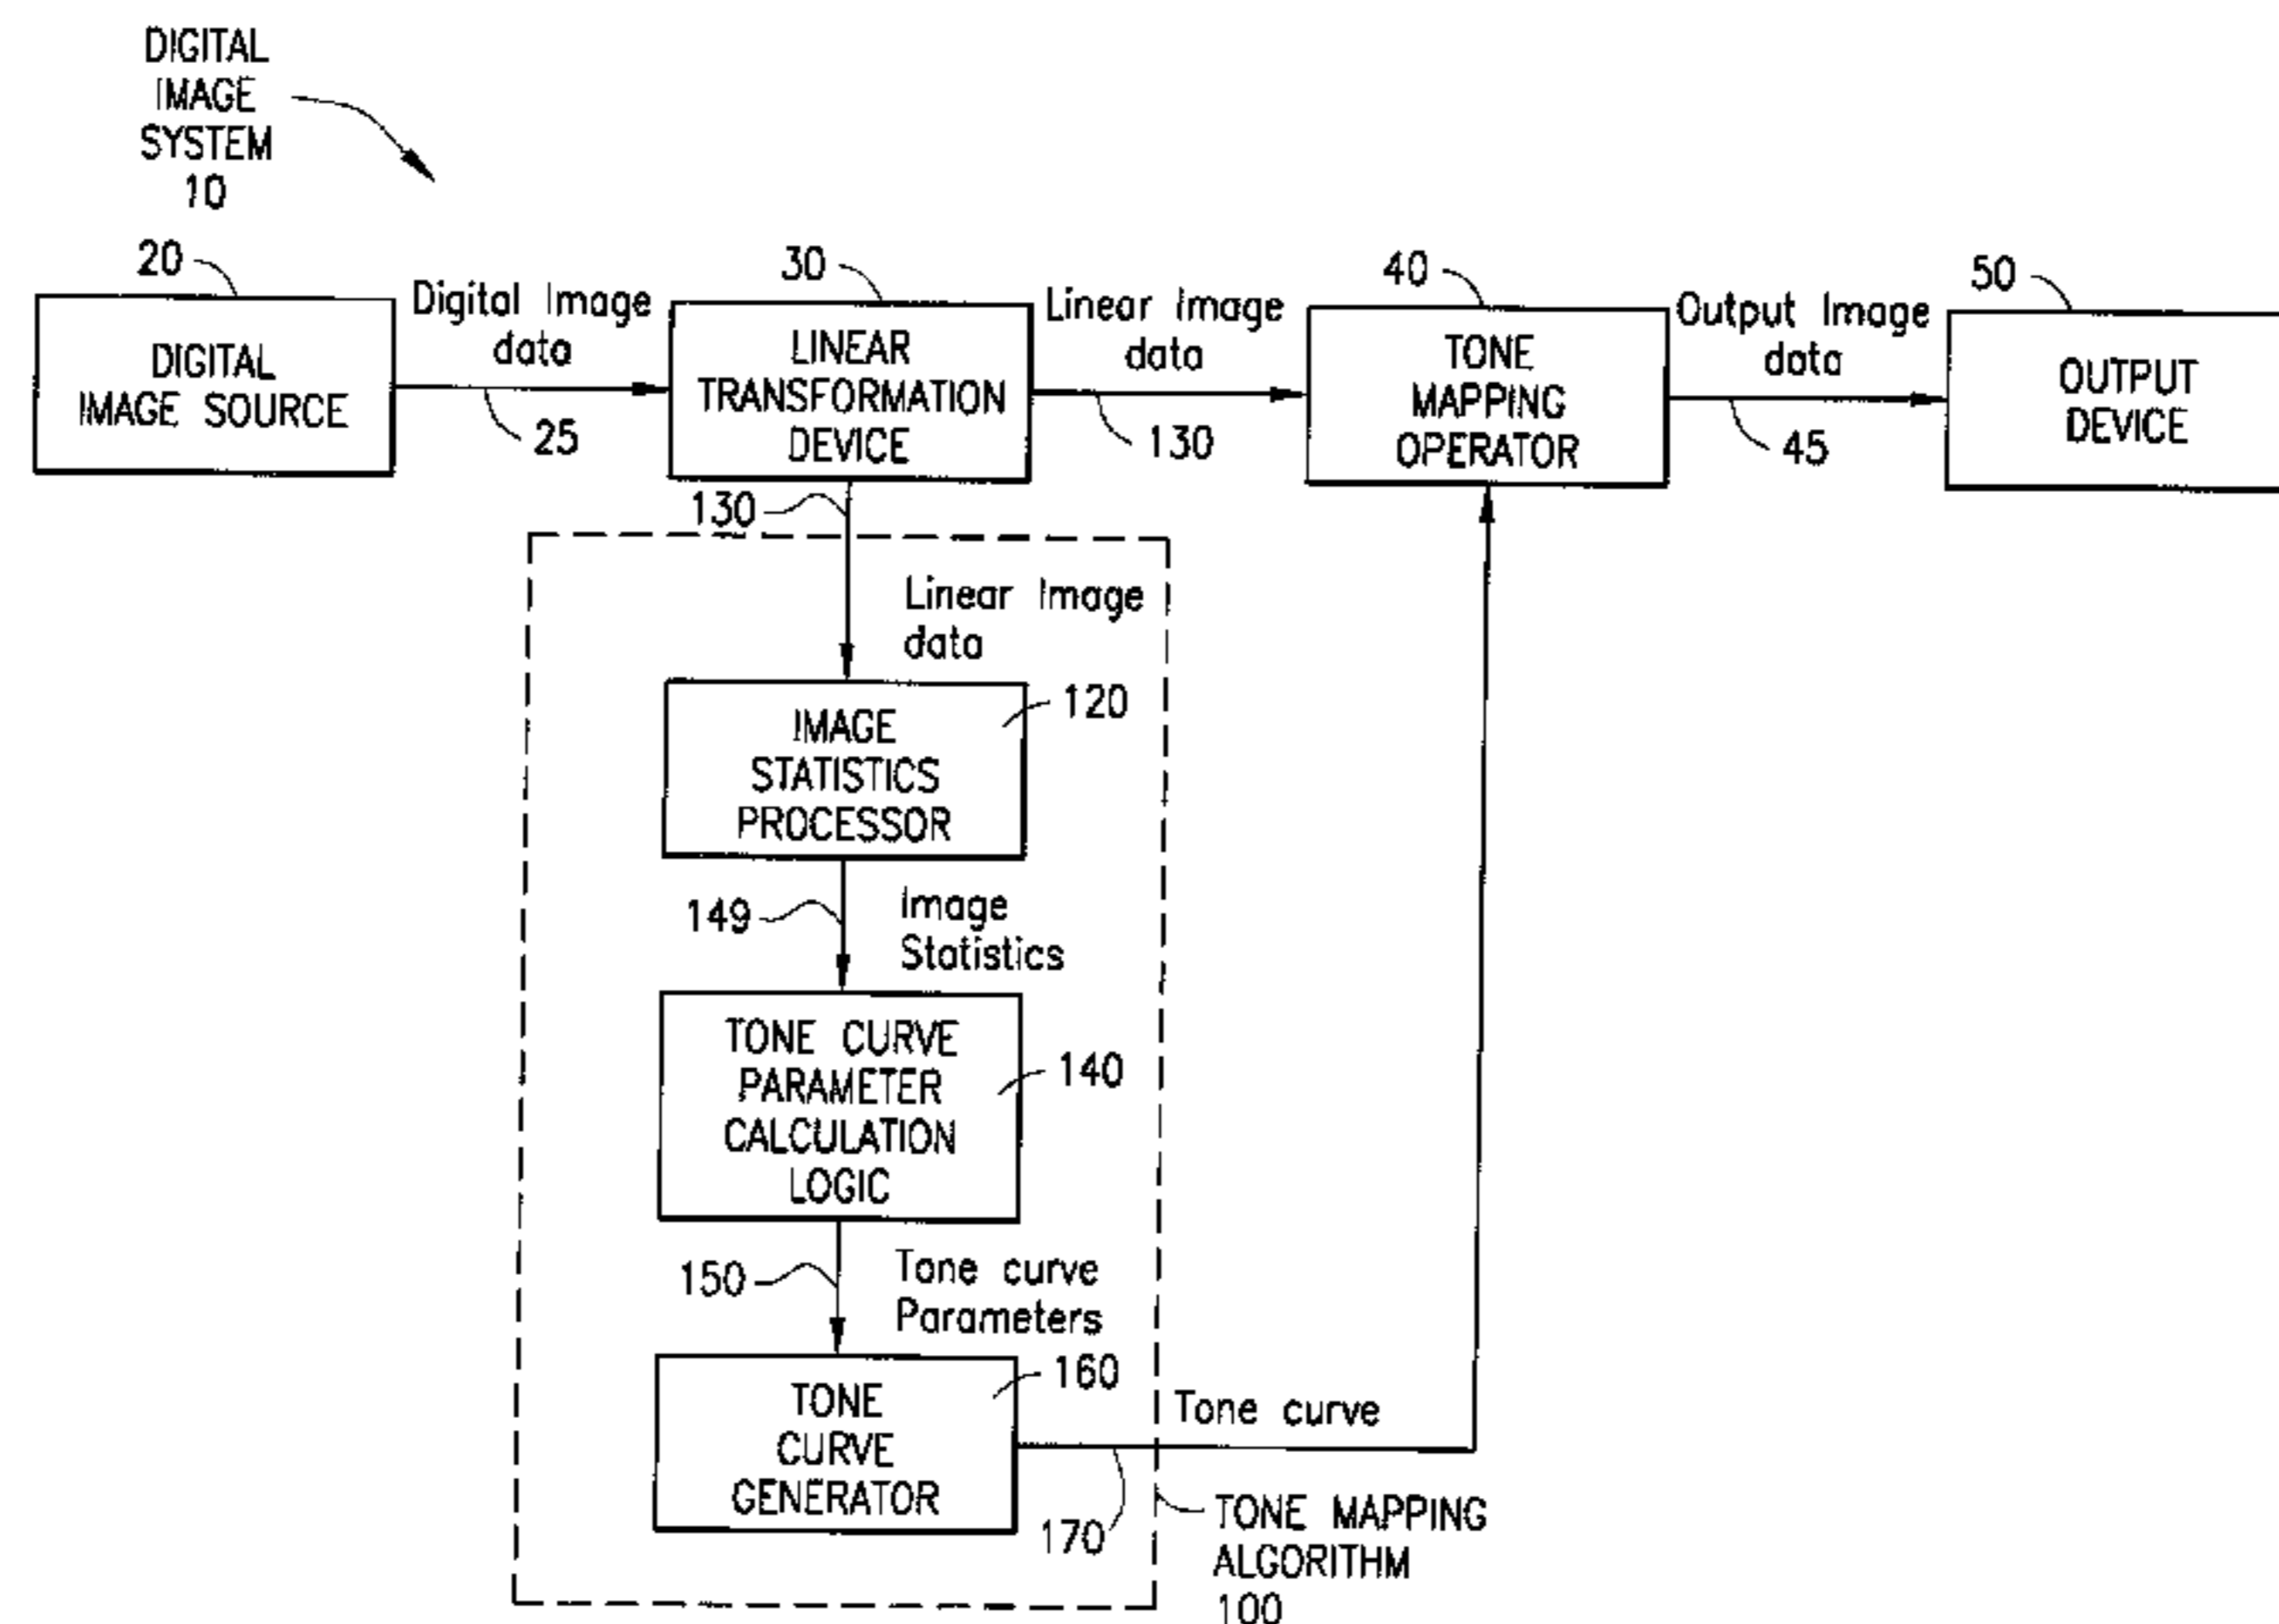 DIGITAL
IMAGE
SYSTEM
10
20
DIGITAL
IMAGE SOURCE
Digital Image
data
25
30
LINEAR
TRANSFORMATION
DEVICE
Linear Image
data
130
40
TONE
MAPPING
OPERATOR
Output Image
data
45
50
OUTPUT
DEVICE
130
Linear Image
data
120
IMAGE
STATISTICS
PROCESSOR
149
Image
Statistics
TONE CURVE
PARAMETER
CALCULATION
LOGIC
140
150
Tone curve
Parameters
160
TONE
CURVE
GENERATOR
Tone curve
170
TONE MAPPING
ALGORITHM
100